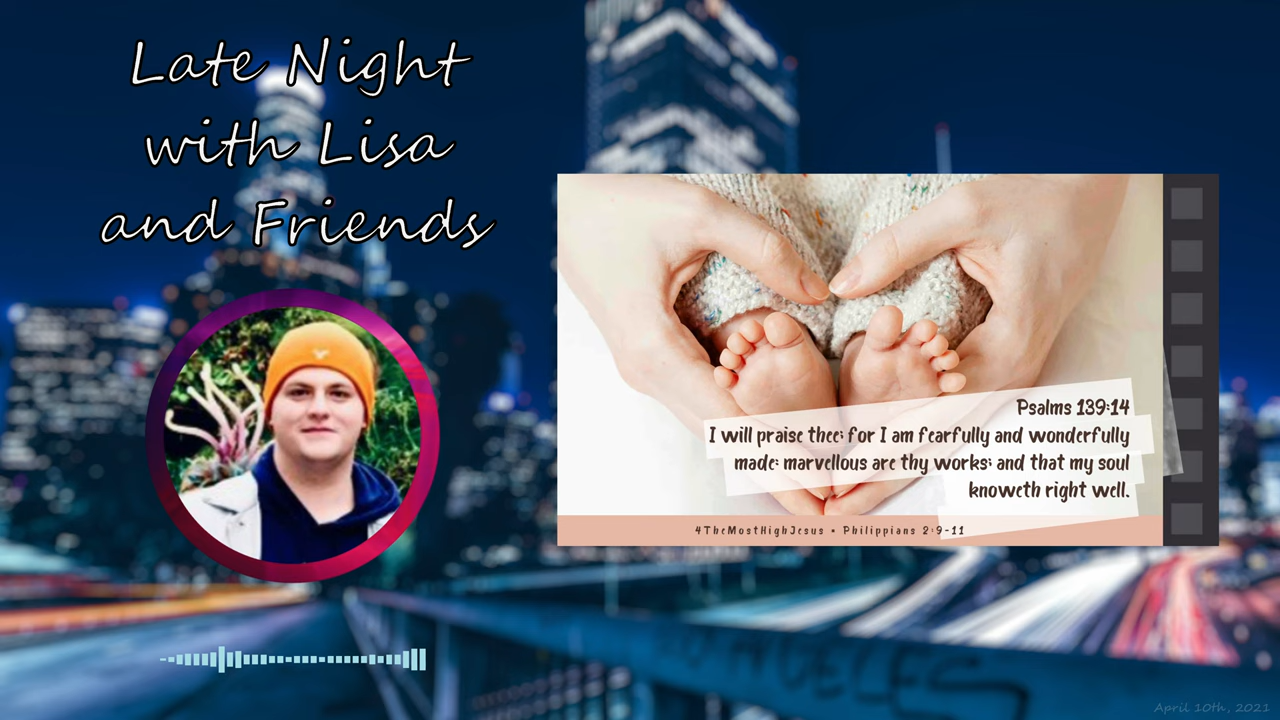 Late Night
with Lisa
and Friends
Psalms 139:14
I will praise thee; for I am fearfully and wonderfully
made: marvellous are thy works; and that my soul
knoweth right well.
4TheMostHighJesus • Philippians 2:9-11
April 10th, 2021